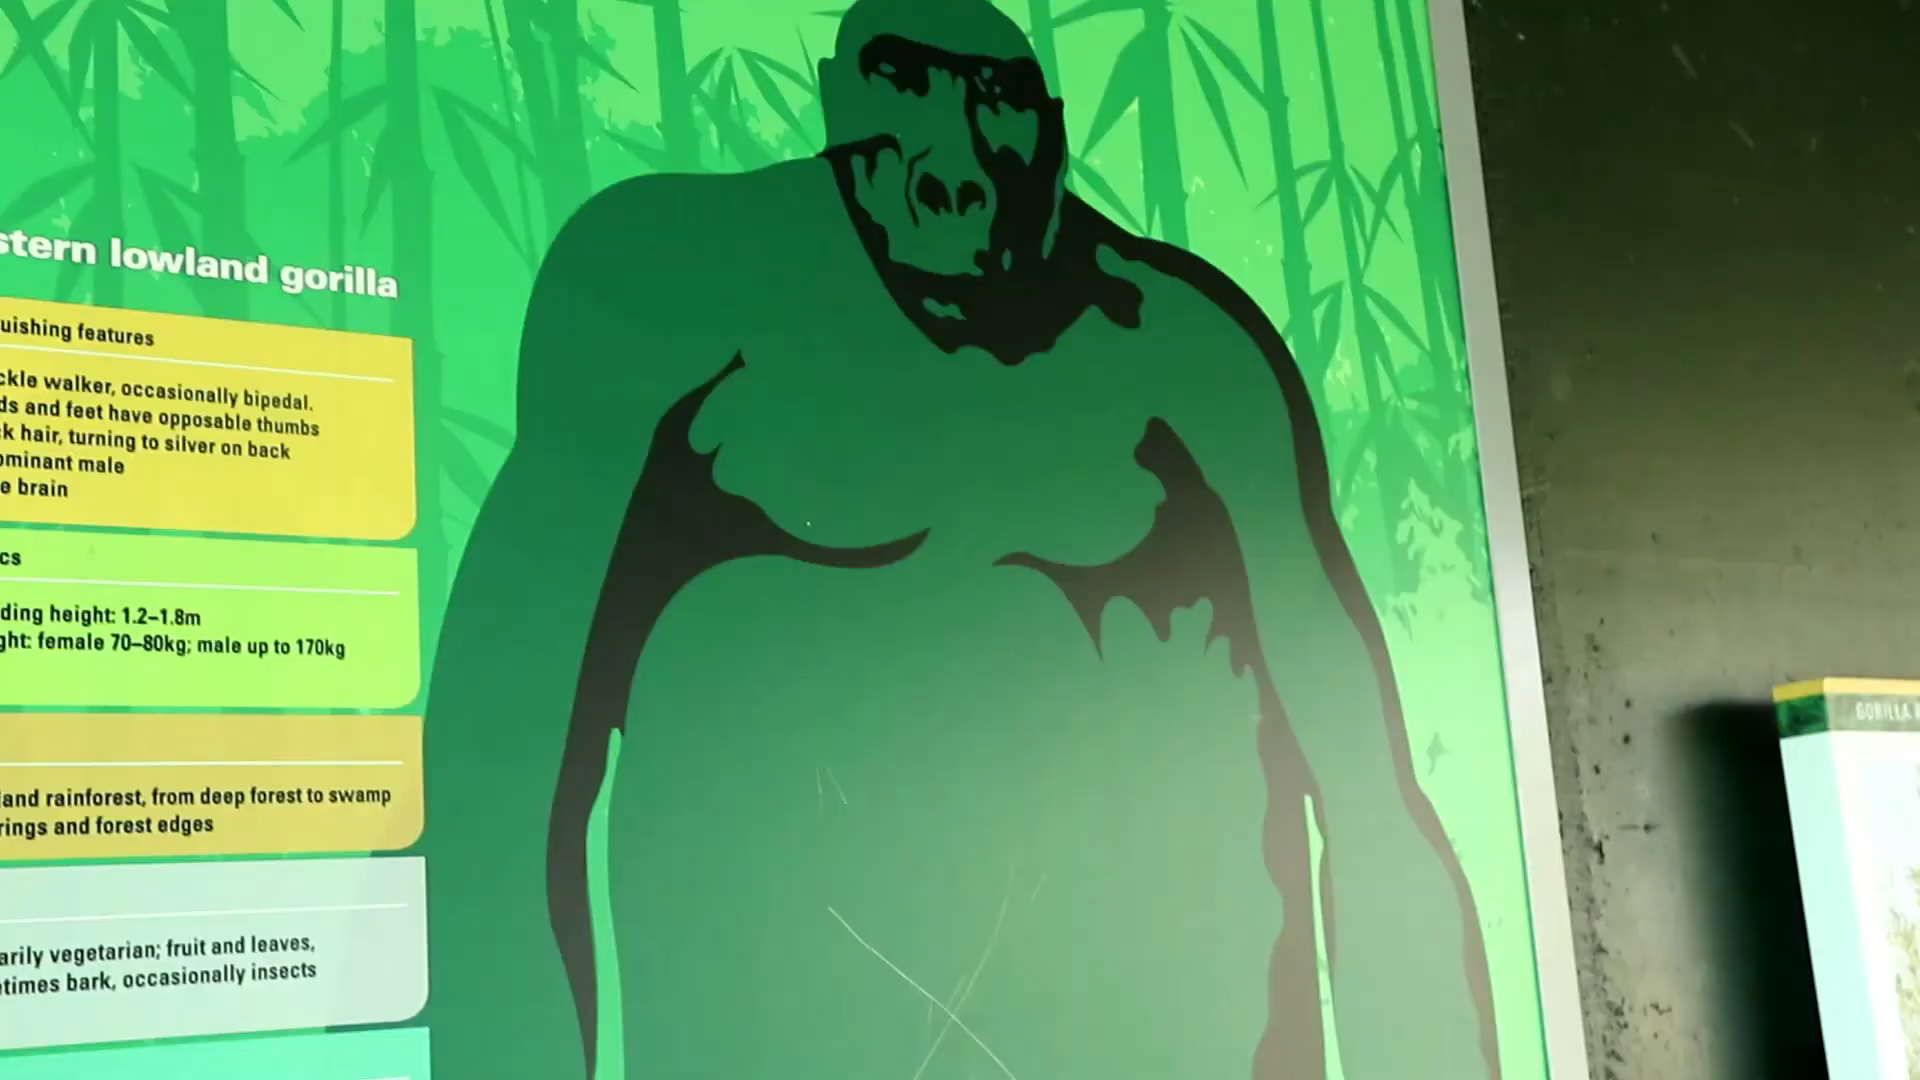 stern lowland gorilla
uishing features
ckle walker, occasionally bipedal.
ds and feet have opposable thumbs
k hair, turning to silver on back
ominant male
e brain
cs
ding height: 1.2–1.8m
ght: female 70–80kg; male up to 170kg
land rainforest, from deep forest to swamp
rings and forest edges
arily vegetarian; fruit and leaves,
times bark, occasionally insects
GORILLA